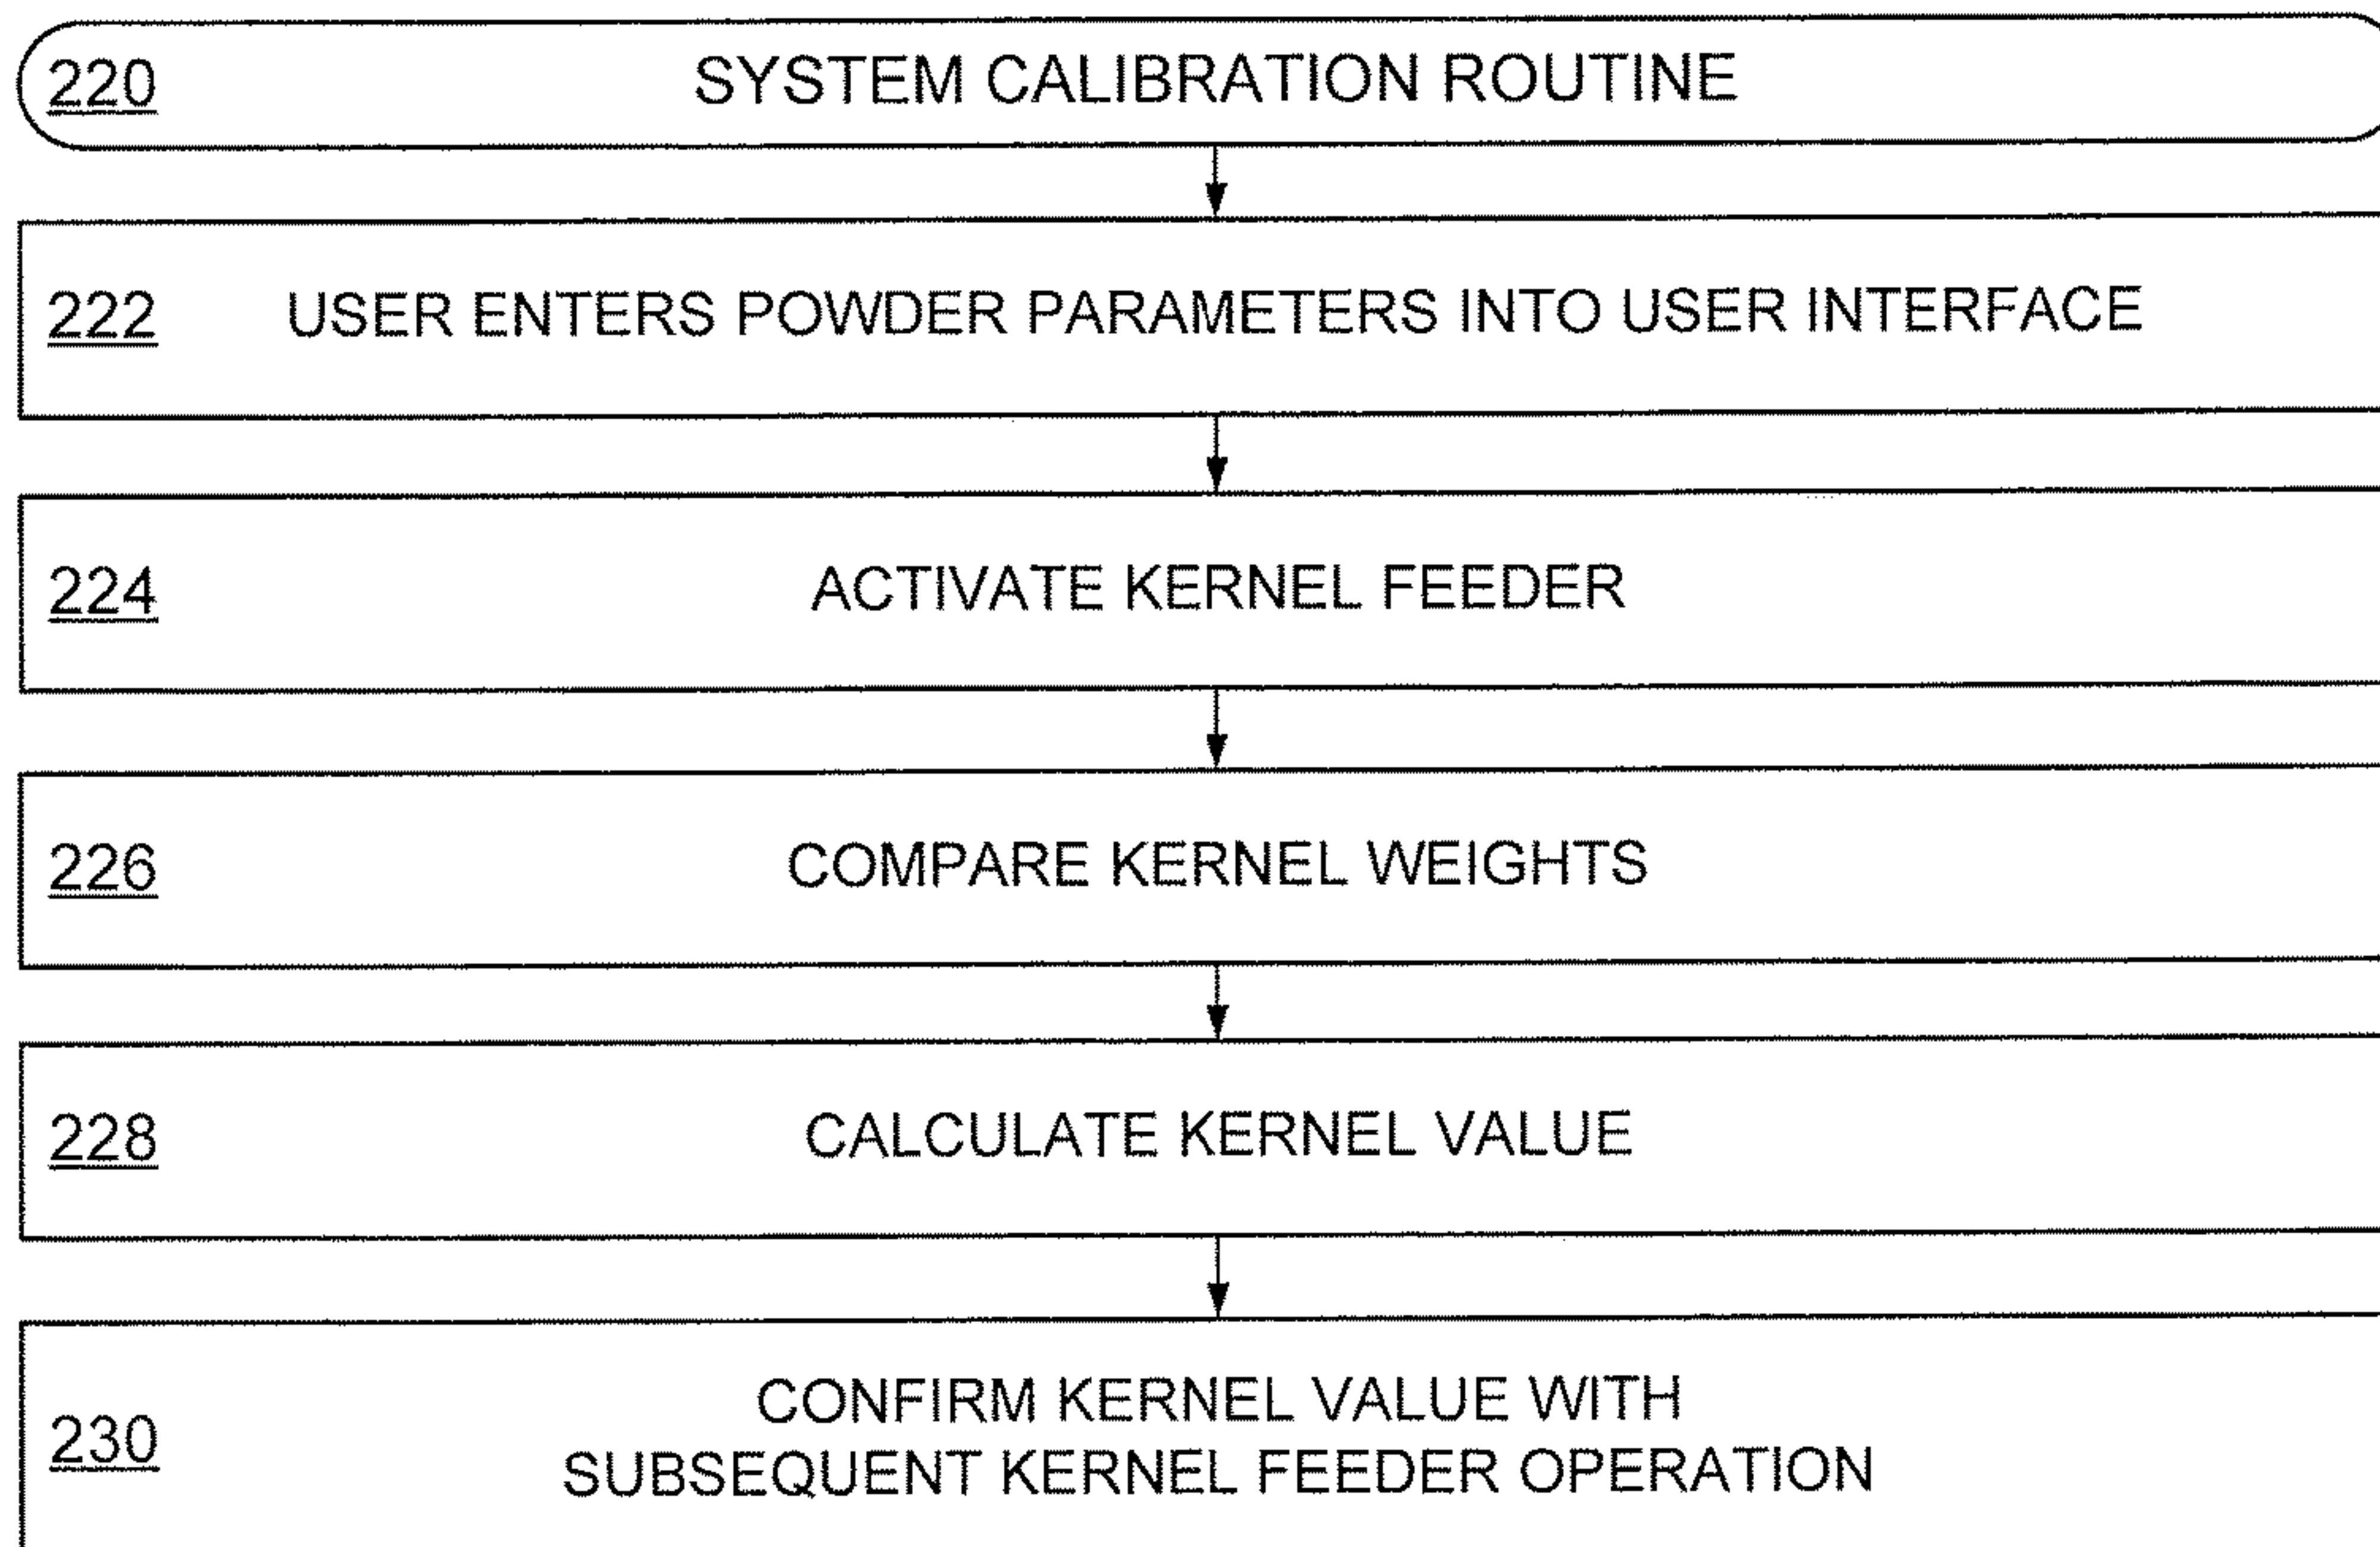 220 SYSTEM CALIBRATION ROUTINE
222 USER ENTERS POWDER PARAMETERS INTO USER INTERFACE
224 ACTIVATE KERNEL FEEDER
226 COMPARE KERNEL WEIGHTS
228 CALCULATE KERNEL VALUE
230 CONFIRM KERNEL VALUE WITH
SUBSEQUENT KERNEL FEEDER OPERATION